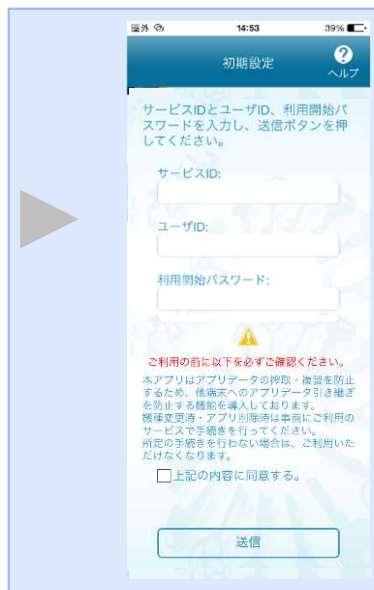 圏外 14:53 39%
初期設定
?
ヘルプ
サービスIDとユーザID、利用開始パ
スワードを入力し、送信ボタンを押
してください。
サービスID:
ユーザID:
利用開始パスワード:
ご利用の前に以下を必ずご確認ください。
本アプリはアプリデータの搾取・複製を防止
するため、他端末へのアプリデータ引き継ぎ
を防止する機能を導入しております。
機種変更時・アプリ削除時は事前にご利用の
サービスで手続きを行ってください。
所定の手続きを行わない場合は、ご利用いた
だけなくなります。
上記の内容に同意する。
送信